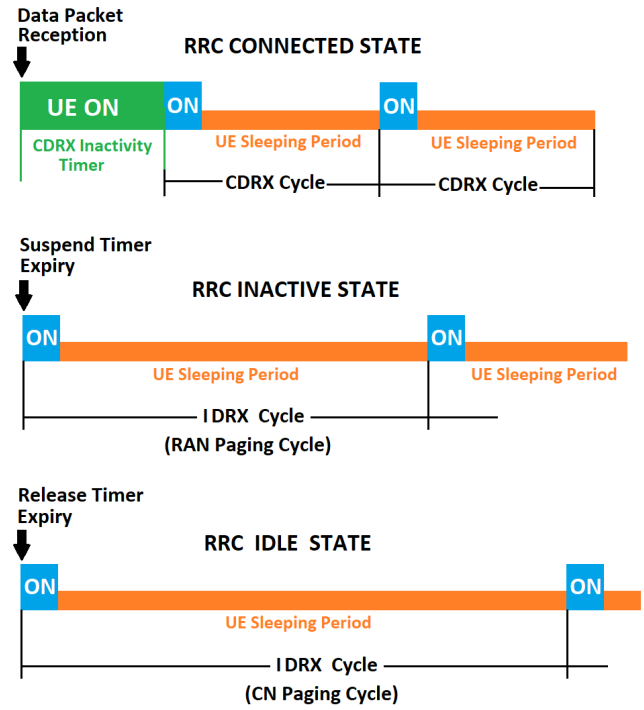 Data Packet
Reception
RRC CONNECTED STATE
UE ON
ON
ON
CDRX Inactivity
Timer
UE Sleeping Period
UE Sleeping Period
CDRX Cycle
CDRX Cycle
Suspend Timer
Expiry
RRC INACTIVE STATE
ON
ON
UE Sleeping Period
UE Sleeping Period
I DRX Cycle
(RAN Paging Cycle)
Release Timer
Expiry
RRC IDLE STATE
ON
ON
UE Sleeping Period
I DRX Cycle
(CN Paging Cycle)